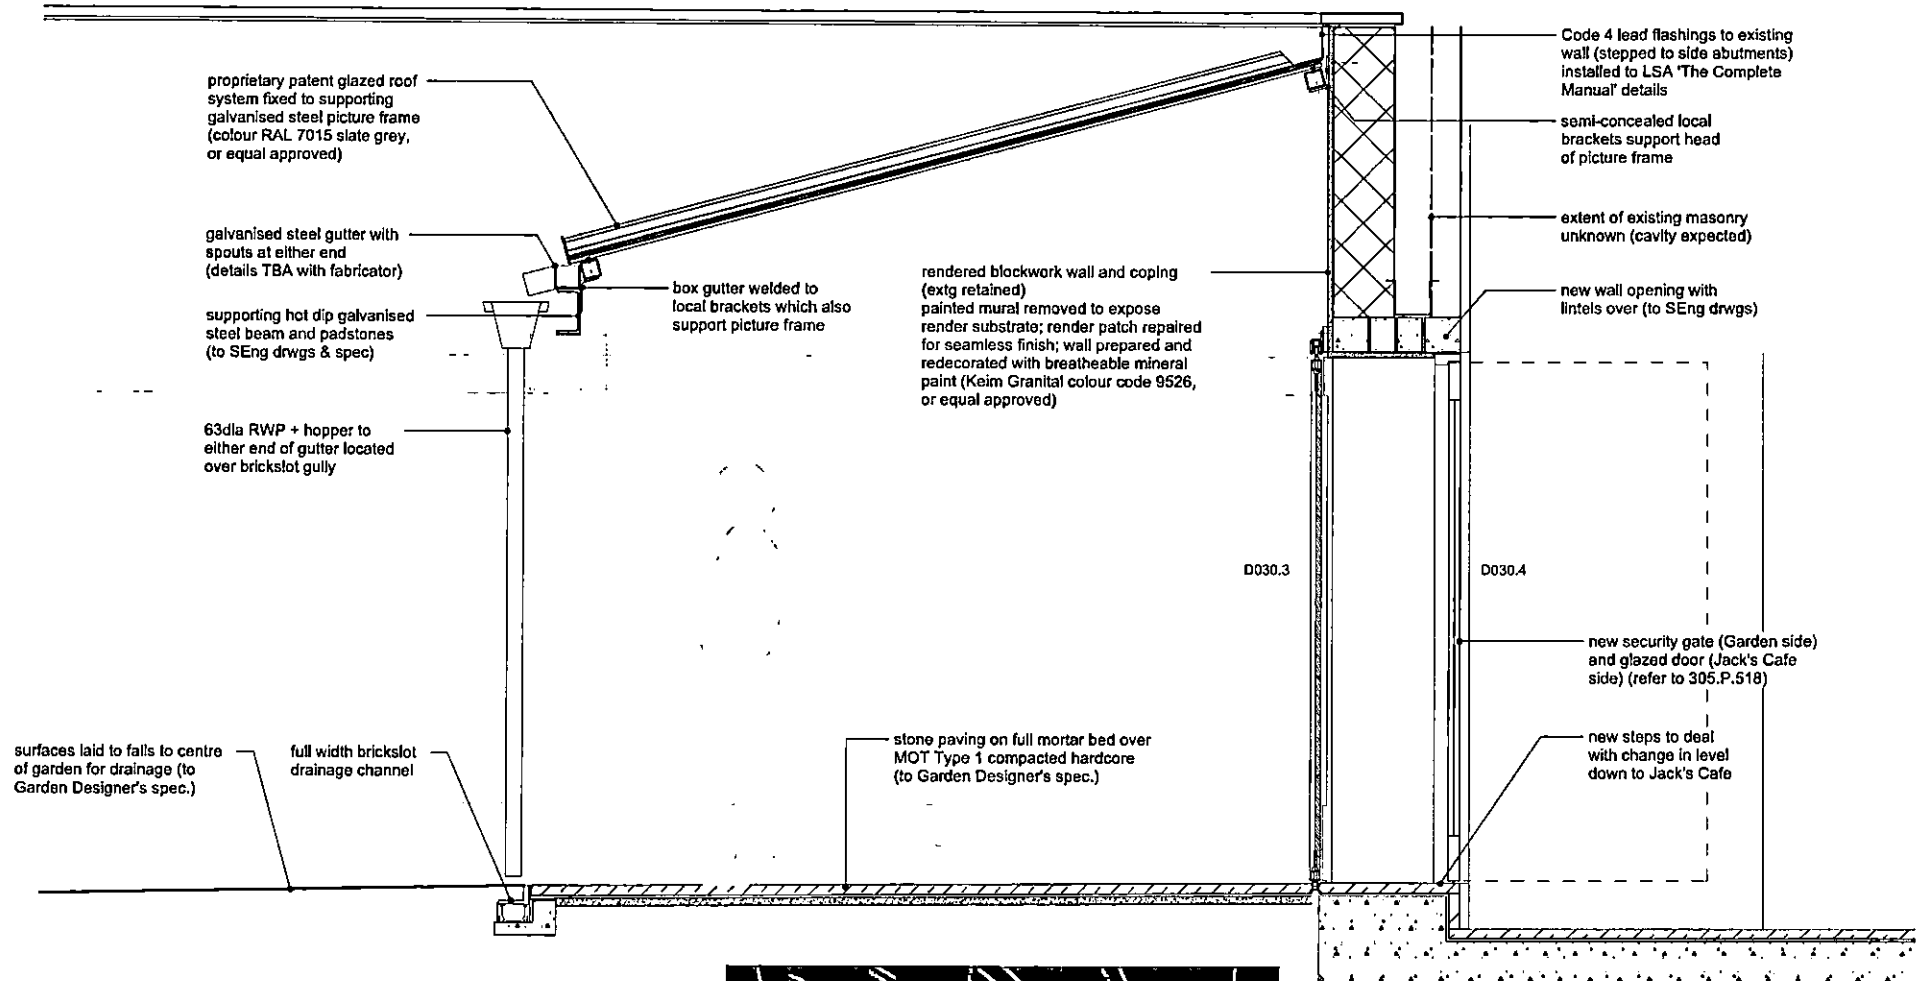 proprietary patent glazed roof
system fixed to supporting
galvanised steel picture frame
(colour RAL 7015 slate grey,
or equal approved)
galvanised steel gutter with
spouts at either end
(details TBA with fabricator)
supporting hot dip galvanised
steel beam and padstones
(to SEng drwgs & spec)
63dia RWP + hopper to
either end of gutter located
over brickslot gully
surfaces laid to falls to centre
of garden for drainage (to
Garden Designer's spec.)
full width brickslot
drainage channel
box gutter welded to
local brackets which also
support picture frame
rendered blockwork wall and coping
(extg retained)
painted mural removed to expose
render substrate; render patch repaired
for seamless finish; wall prepared and
redecorated with breatheable mineral
paint (Keim Granital colour code 9526,
or equal approved)
stone paving on full mortar bed over
MOT Type 1 compacted hardcore
(to Garden Designer's spec.)
D030.3
D030.4
Code 4 lead flashings to existing
wall (stepped to side abutments)
installed to LSA 'The Complete
Manual' details
semi-concealed local
brackets support head
of picture frame
extent of existing masonry
unknown (cavity expected)
new wall opening with
lintels over (to SEng drwgs)
new security gate (Garden side)
and glazed door (Jack's Cafe
side) (refer to 305.P.518)
new steps to deal
with change in level
down to Jack's Cafe